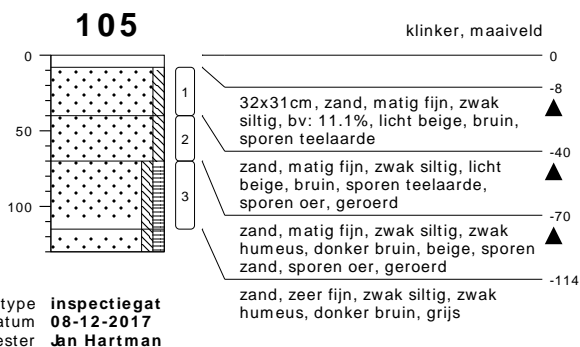 105
klinker, maaiveld
0
0
-8
1
32x31cm, zand, matig fijn, zwak
siltig, bv: 11.1%, licht beige, bruin,
sporen teelaarde
-40
50
2
zand, matig fijn, zwak siltig, licht
beige, bruin, sporen teelaarde,
sporen oer, geroerd
-70
3
100
zand, matig fijn, zwak siltig, zwak
humeus, donker bruin, beige, sporen
zand, sporen oer, geroerd
-114
zand, zeer fijn, zwak siltig, zwak
humeus, donker bruin, grijs
type inspectiegat
atum 08-12-2017
ester Jan Hartman